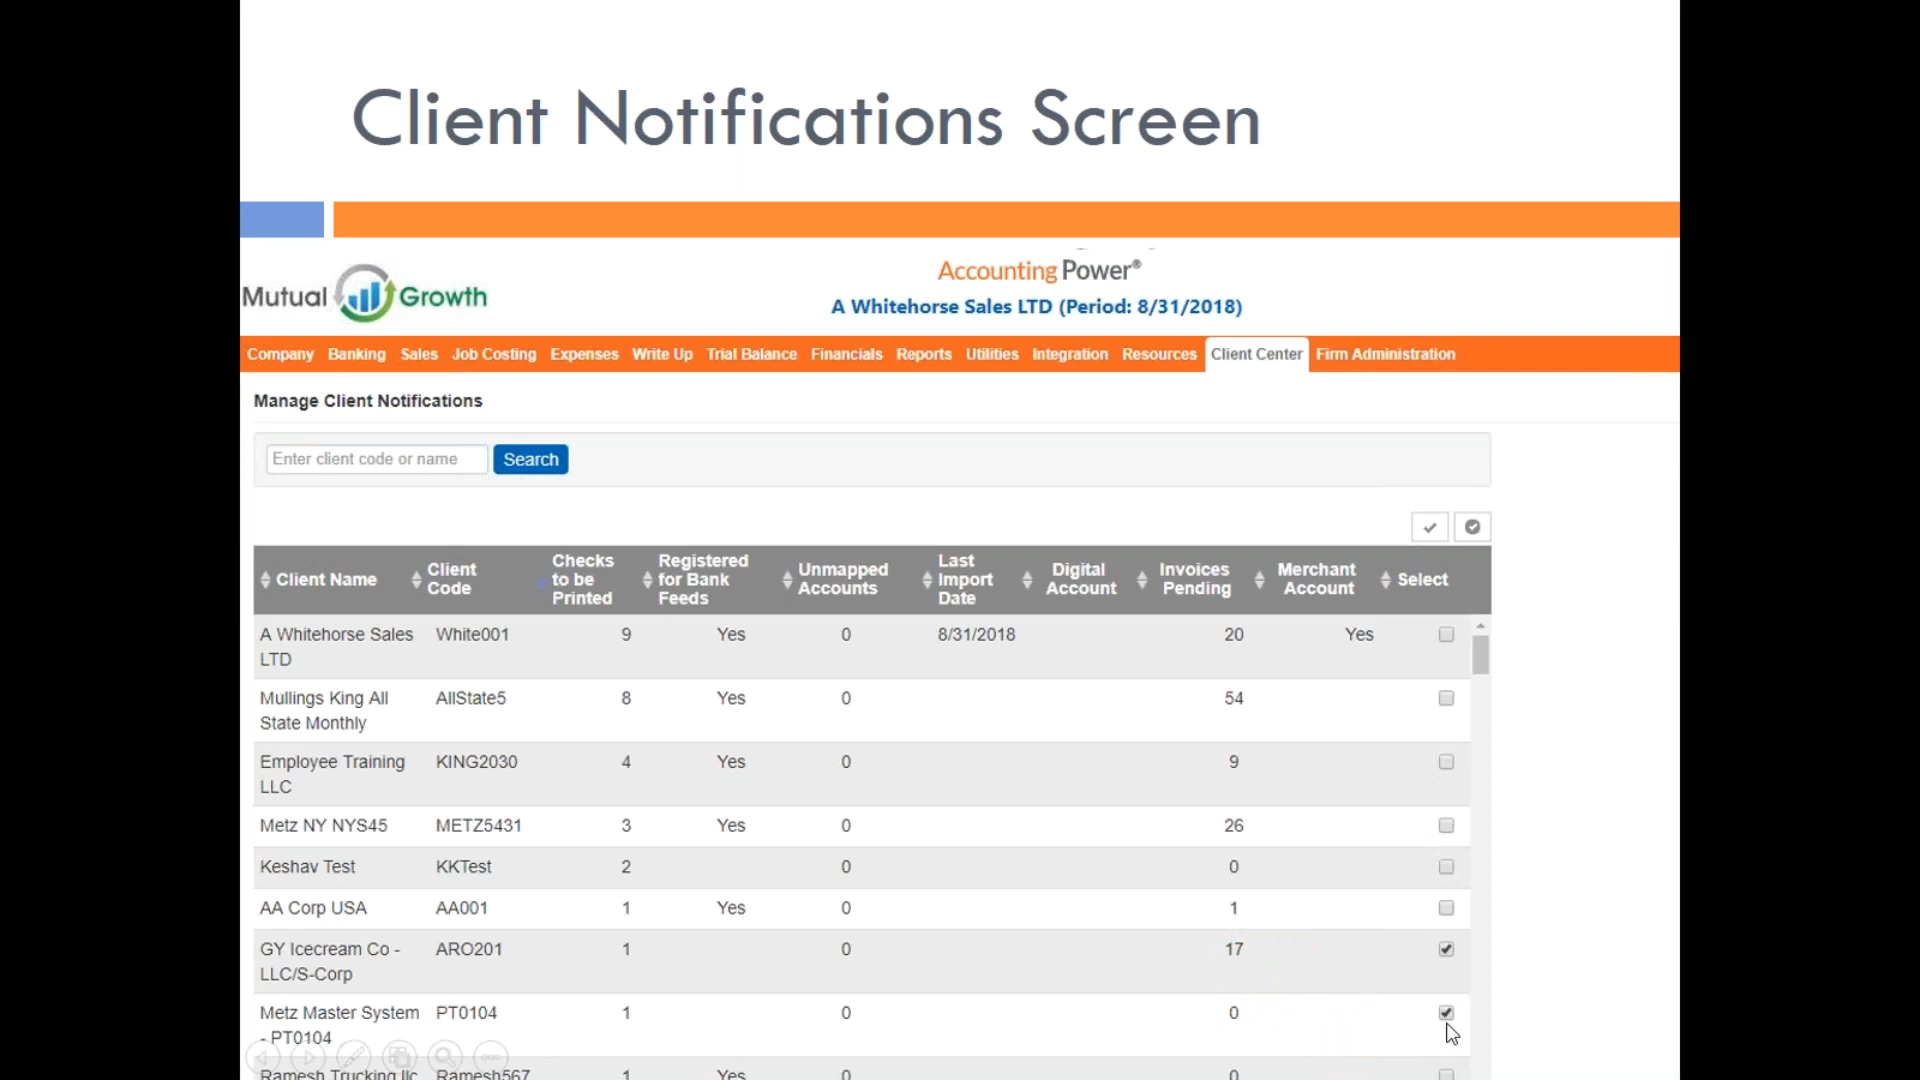 Client Notifications Screen
Mutual Growth
Accounting Power®
A Whitehorse Sales LTD (Period: 8/31/2018)
Company Banking Sales Job Costing Expenses Write Up Trial Balance Financials Reports Utilities Integration Resources Client Center Firm Administration
Manage Client Notifications
Enter client code or name Search
Client Name Client Code Checks to be Printed Registered for Bank Feeds Unmapped Accounts Last Import Date Digital Account Invoices Pending Merchant Account Select
A Whitehorse Sales White001 9 Yes 0 8/31/2018 20 Yes
LTD
Mullings King All AllState5 8 Yes 0 54
State Monthly
Employee Training KING2030 4 Yes 0 9
LLC
Metz NY NYS45 METZ5431 3 Yes 0 26
Keshav Test KKTest 2 0 0
AA Corp USA AA001 1 Yes 0 1
GY Icecream Co - ARO201 1 0 17
LLC/S-Corp
Metz Master System PT0104 1 0 0
- PT0104
Ramesh Trucking llc Ramesh567 1 Yes 0 0